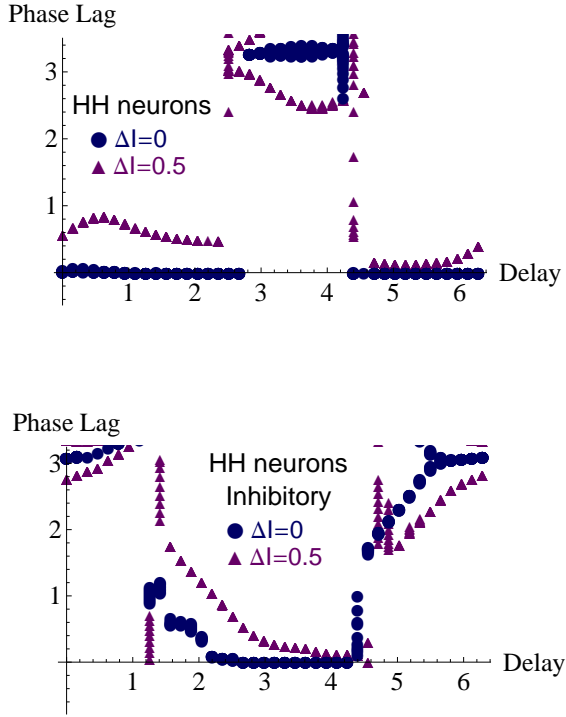 Phase Lag
3
HH neurons
ΔI=0
2
ΔI=0.5
1
1 2 3 4 5 6 Delay
Phase Lag
3
HH neurons
Inhibitory
2
ΔI=0
ΔI=0.5
1
1 2 3 4 5 6 Delay